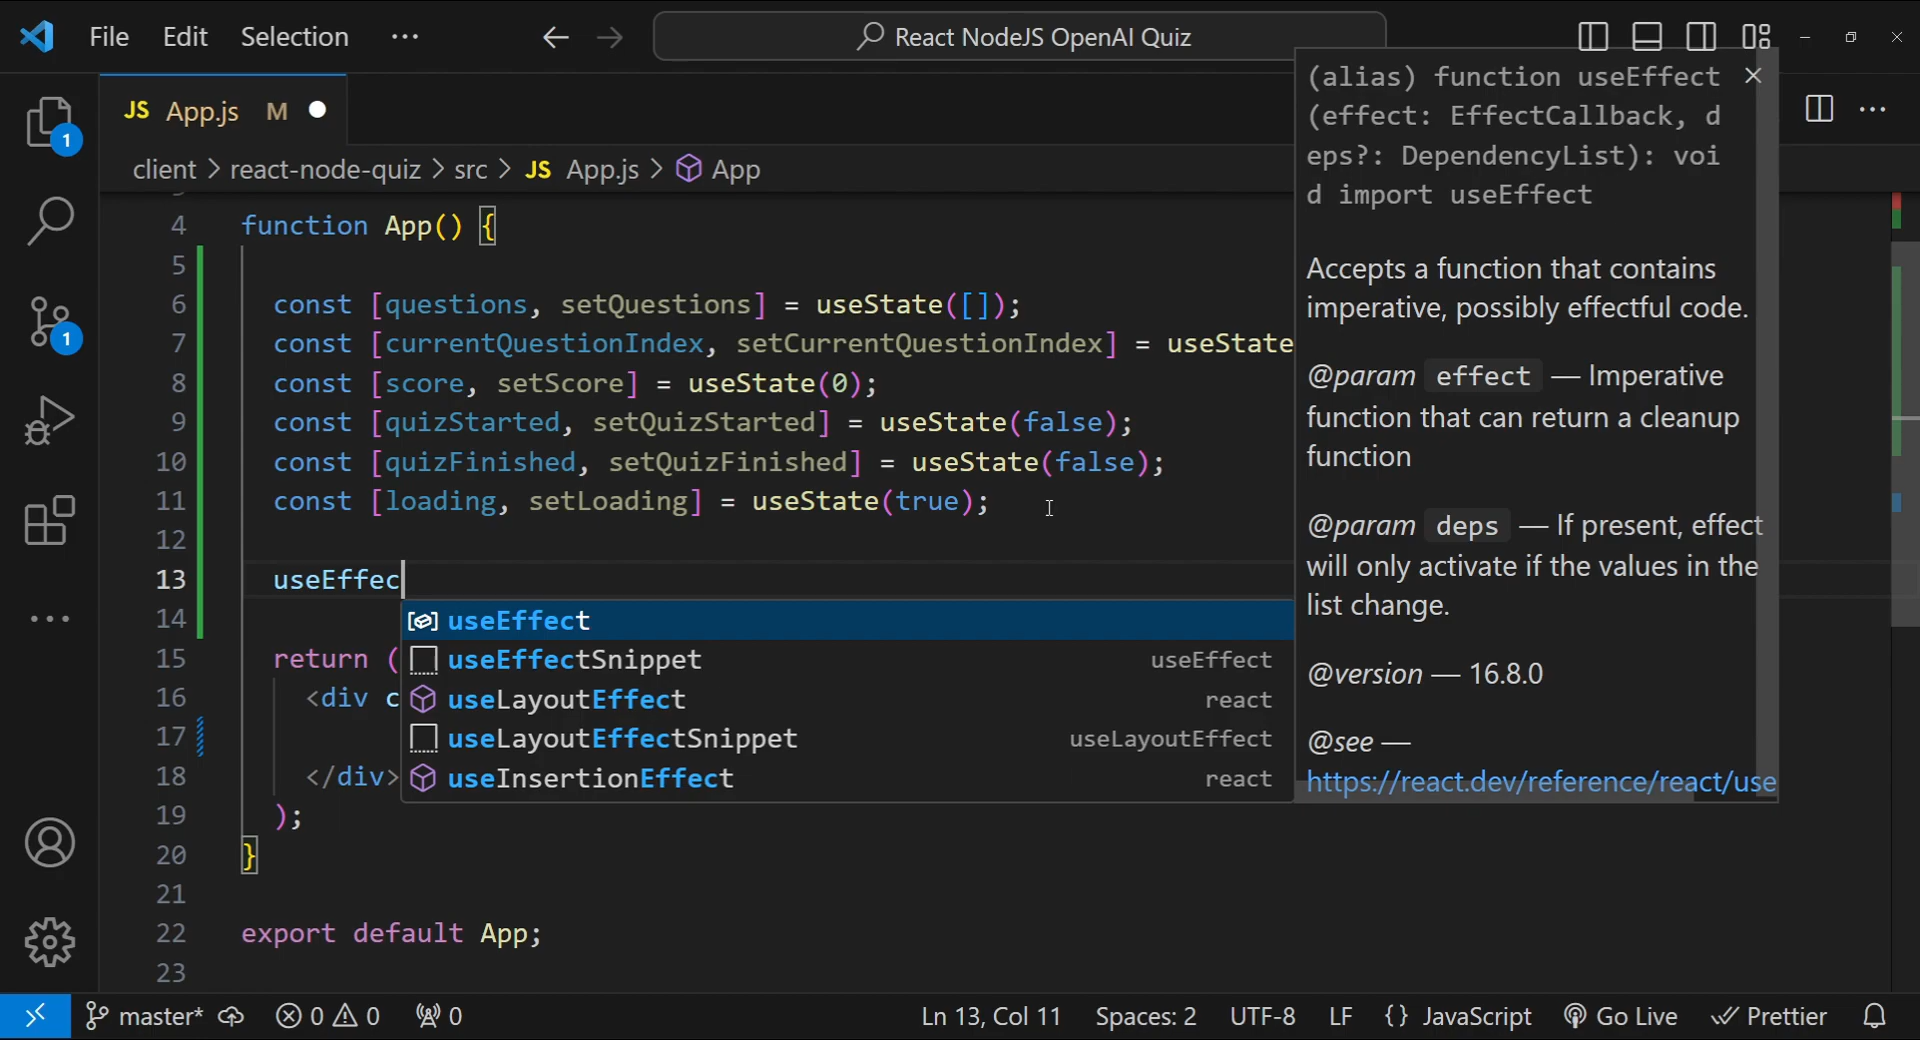 File Edit Selection ···
React NodeJS OpenAI Quiz
JS App.js M
client > react-node-quiz > src > JS App.js > App
4 function App() {
5
6 const [questions, setQuestions] = useState([]);
7 const [currentQuestionIndex, setCurrentQuestionIndex] = useState
8 const [score, setScore] = useState(0);
9 const [quizStarted, setQuizStarted] = useState(false);
10 const [quizFinished, setQuizFinished] = useState(false);
11 const [loading, setLoading] = useState(true);
12
13 useEffec
14
15 return (
16 <div c
17
18 </div>
19 );
20 }
21
22 export default App;
23
useEffect
useEffectSnippet useEffect
useLayoutEffect react
useLayoutEffectSnippet useLayoutEffect
useInsertionEffect react
(alias) function useEffect
(effect: EffectCallback, d
eps?: DependencyList): voi
d import useEffect
Accepts a function that contains
imperative, possibly effectful code.
@param effect — Imperative
function that can return a cleanup
function
@param deps — If present, effect
will only activate if the values in the
list change.
@version — 16.8.0
@see —
https://react.dev/reference/react/use
1
1
master* 0 0 0 Ln 13, Col 11 Spaces: 2 UTF-8 LF {} JavaScript Go Live Prettier